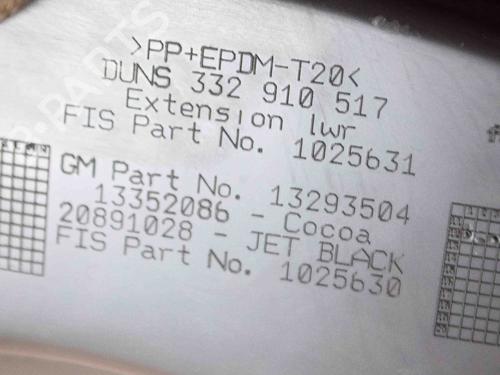 >PP+EPDM-T20<
DUNS 332 910 517
Extension lwr
FIS Part No. 1025631
GM Part No. 13293504
13352086 - Cocoa
20891028 - JET BLACK
FIS Part No. 1025630